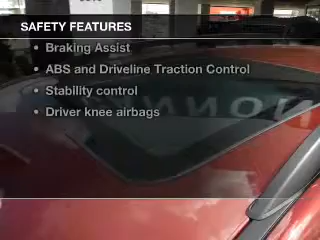 SAFETY FEATURES
• Braking Assist
• ABS and Driveline Traction Control
• Stability control
• Driver knee airbags